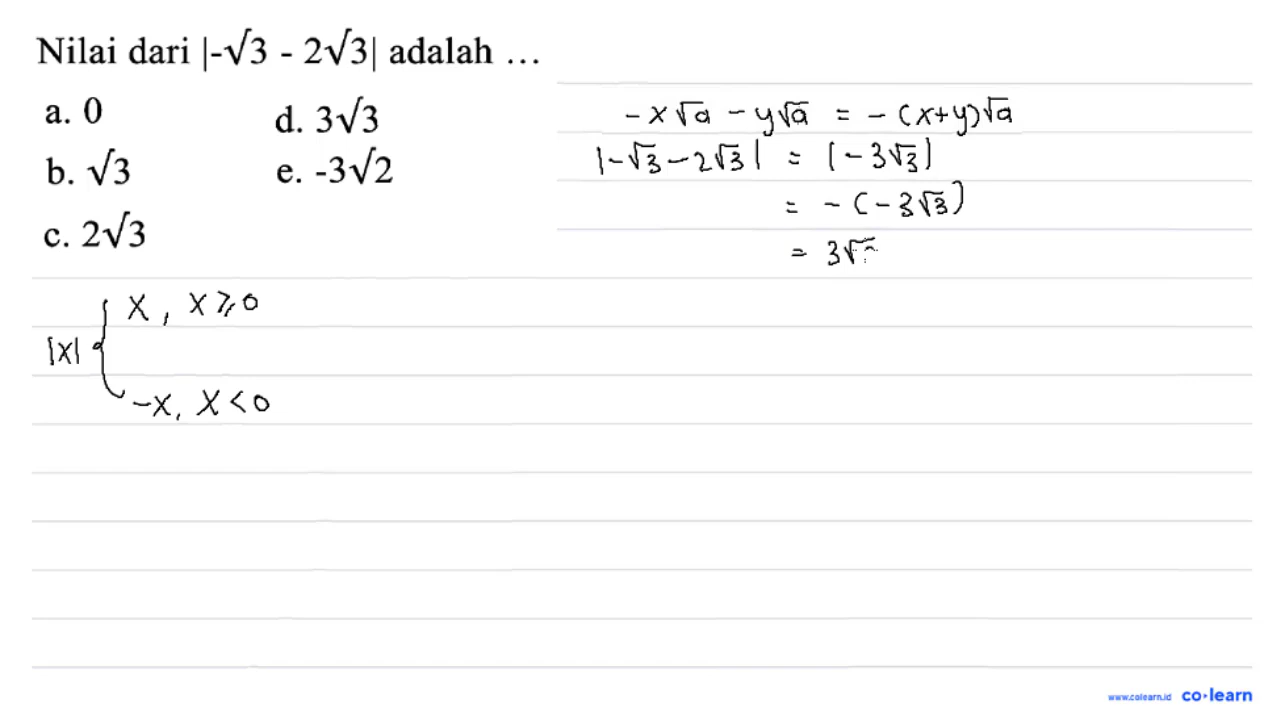 Nilai dari |-√3 - 2√3| adalah ...
a. 0
d. 3√3
b. √3
e. -3√2
c. 2√3
-x√a - y√a = -(x+y)√a
|-√3-2√3| = |-3√3|
= -(-3√3)
= 3√
|x| { x, x ≥ 0
-x, x < 0
www.colearn.id co·learn